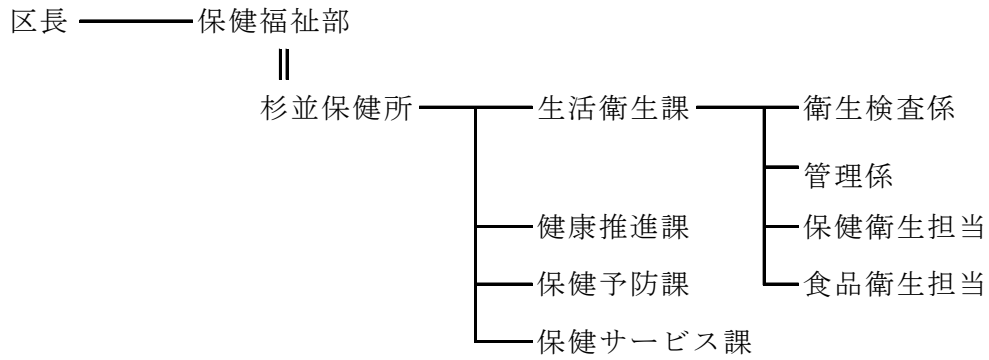 区長 保健福祉部
杉並保健所 生活衛生課 衛生検査係
管理係
健康推進課 保健衛生担当
保健予防課 食品衛生担当
保健サービス課